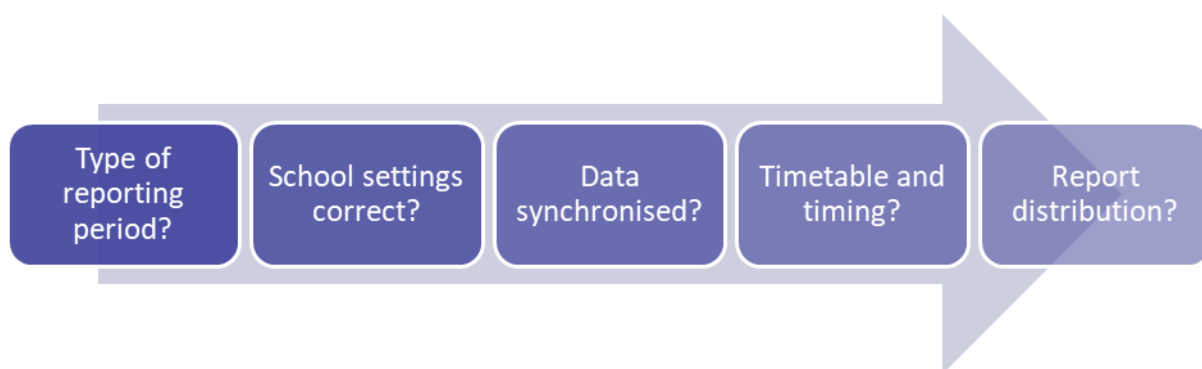 Type of
reporting
period?
School settings
correct?
Data
synchronised?
Timetable and
timing?
Report
distribution?